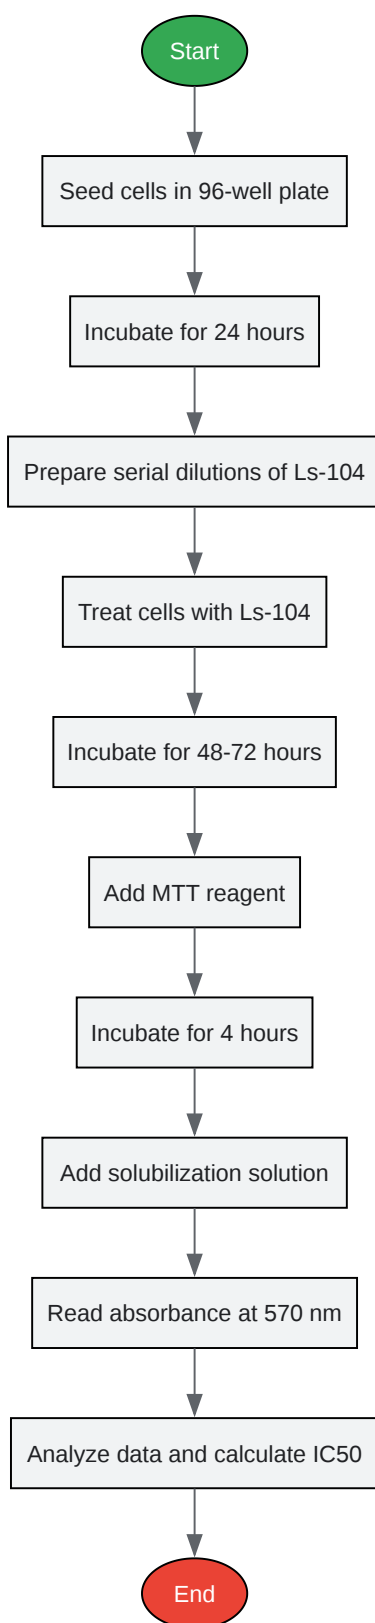 Start
Seed cells in 96-well plate
Incubate for 24 hours
Prepare serial dilutions of Ls-104
Treat cells with Ls-104
Incubate for 48-72 hours
Add MTT reagent
Incubate for 4 hours
Add solubilization solution
Read absorbance at 570 nm
Analyze data and calculate IC50
End